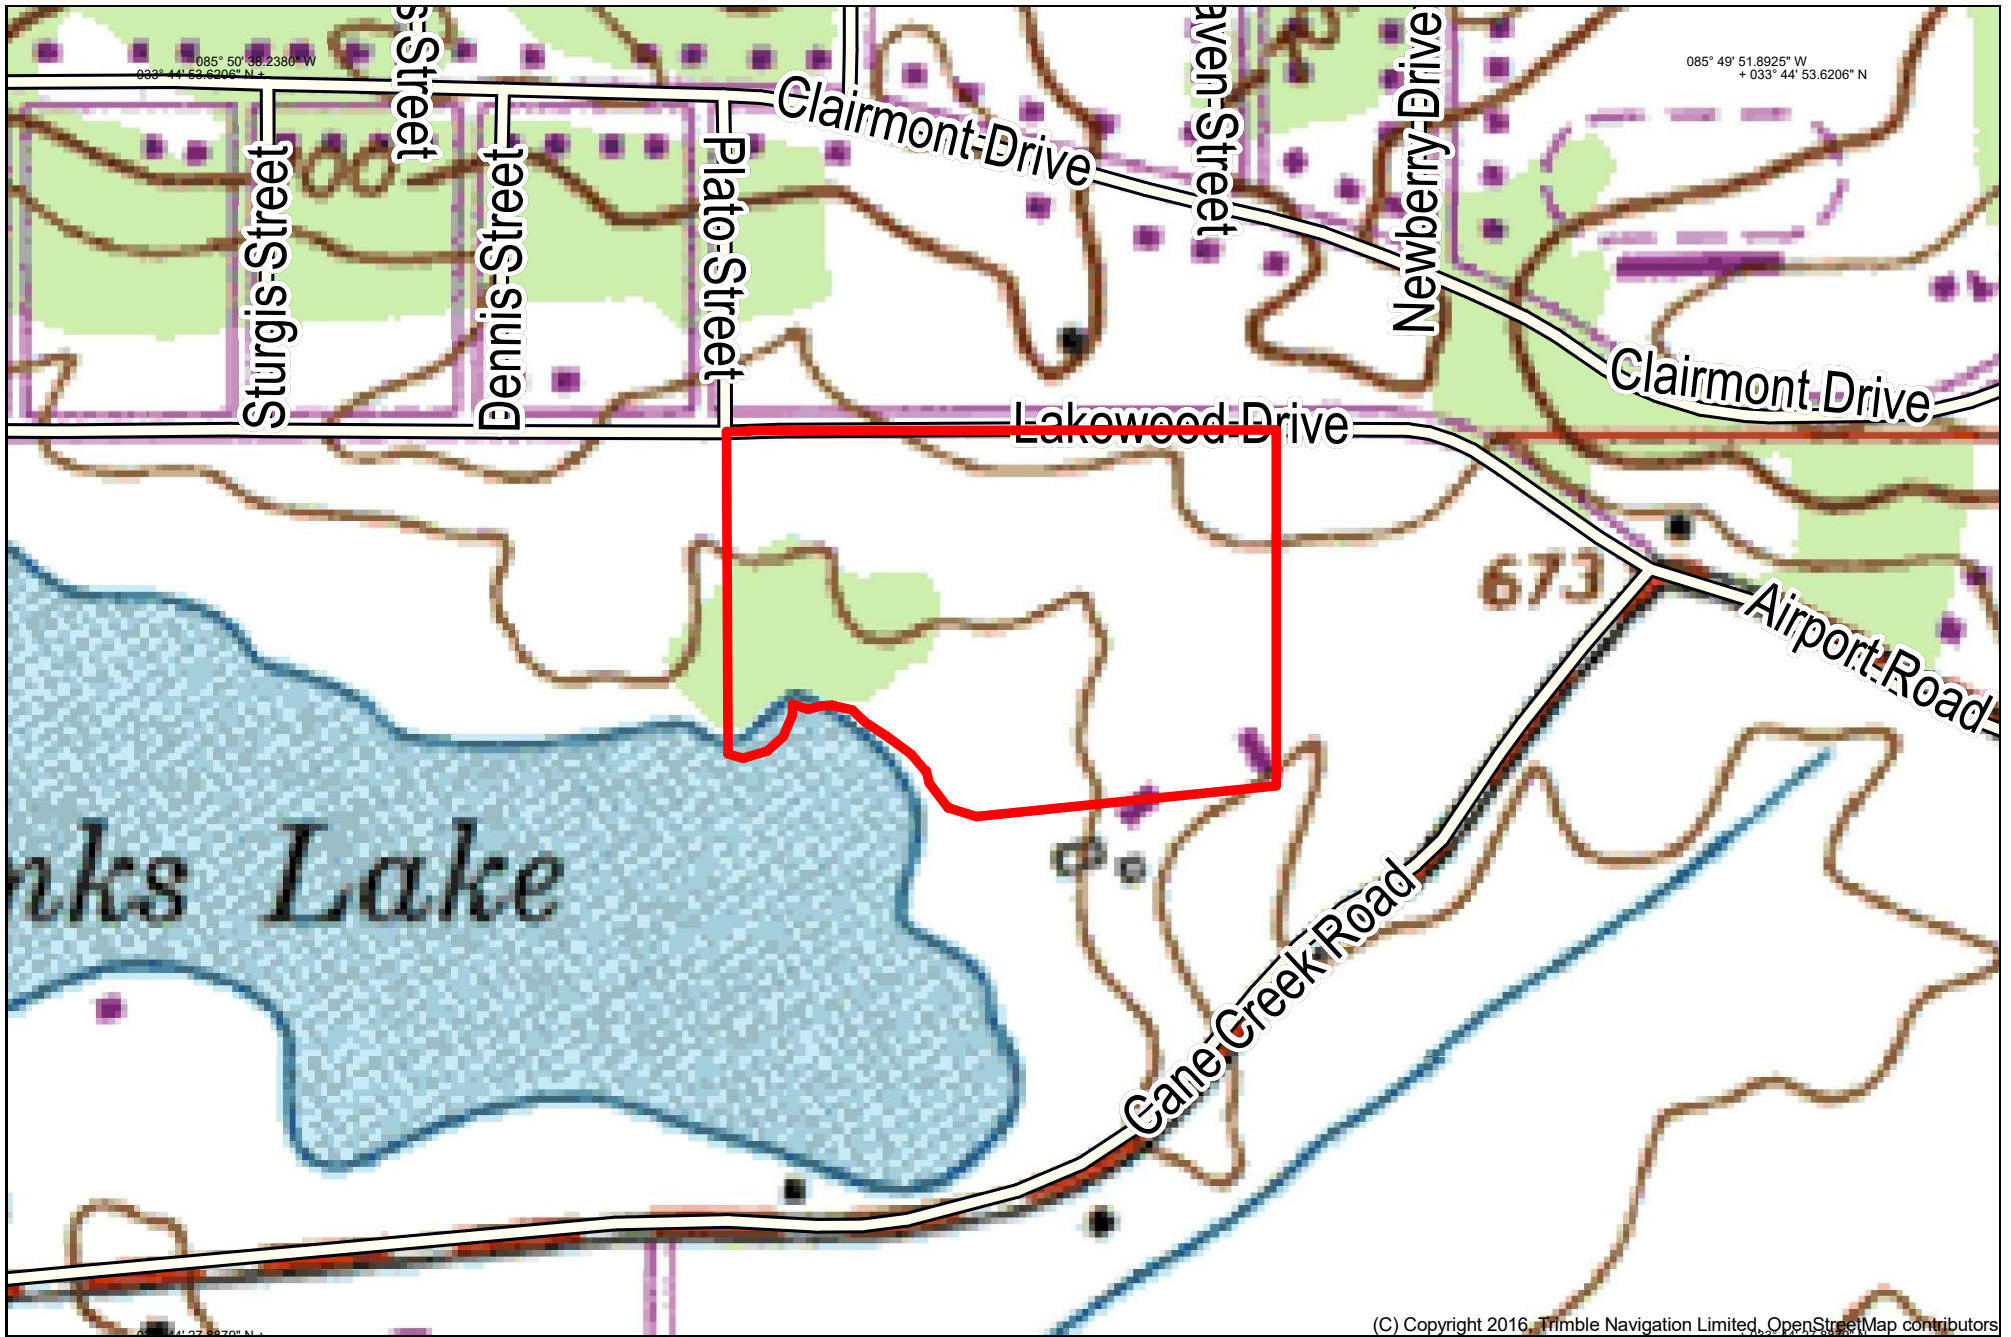 s-Street
aven-Street
Newberry-Drive
085° 50' 38.2380" W
033° 44' 53.6206" N +
085° 49' 51.8925" W
+ 033° 44' 53.6206" N
Clairmont-Drive
Sturgis-Street
00
Dennis-Street
Plato-Street
Clairmont Drive
Lakewood-Drive
673
Airport-Road
nks Lake
Cane-Creek Road
(C) Copyright 2016, Trimble Navigation Limited, OpenStreetMap contributors